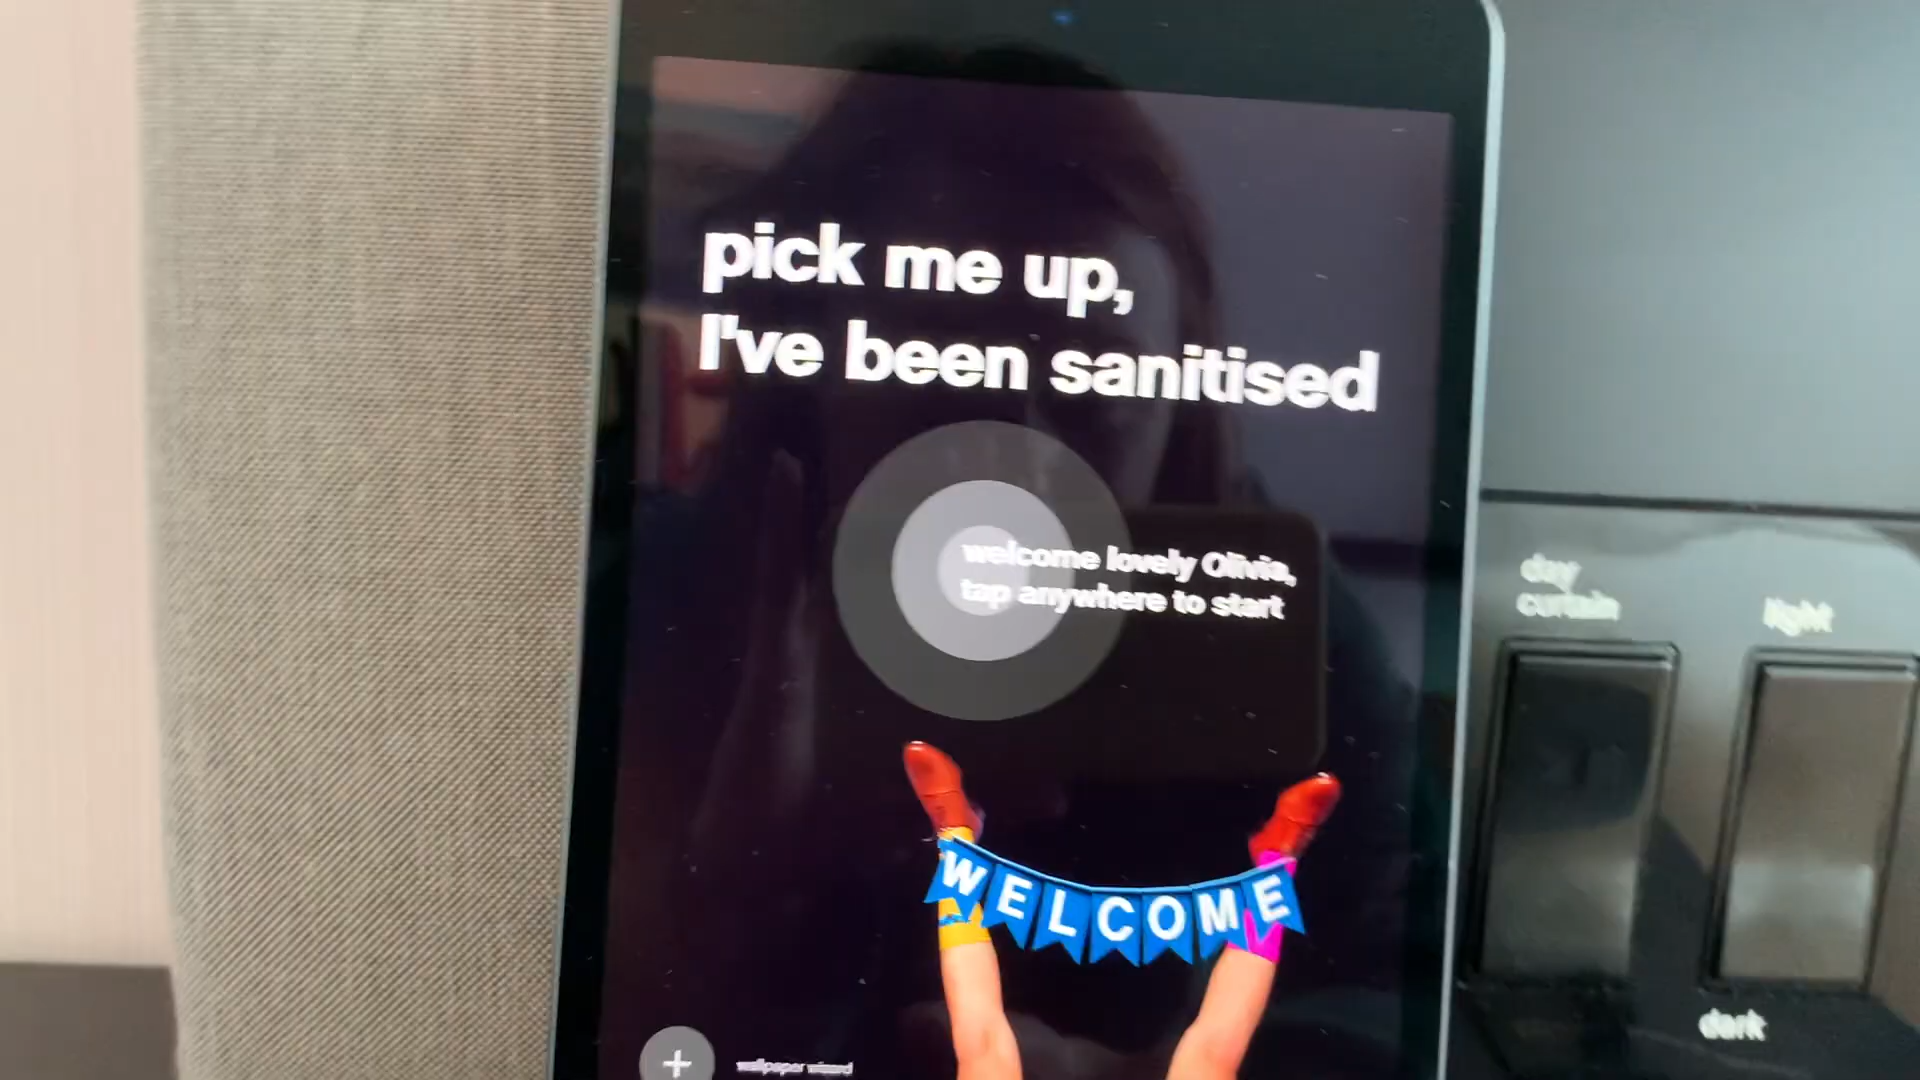 pick me up,
I've been sanitised
welcome lovely Olivia,
tap anywhere to start
WELCOME
wallpaper wizard
day
curtain
light
dark